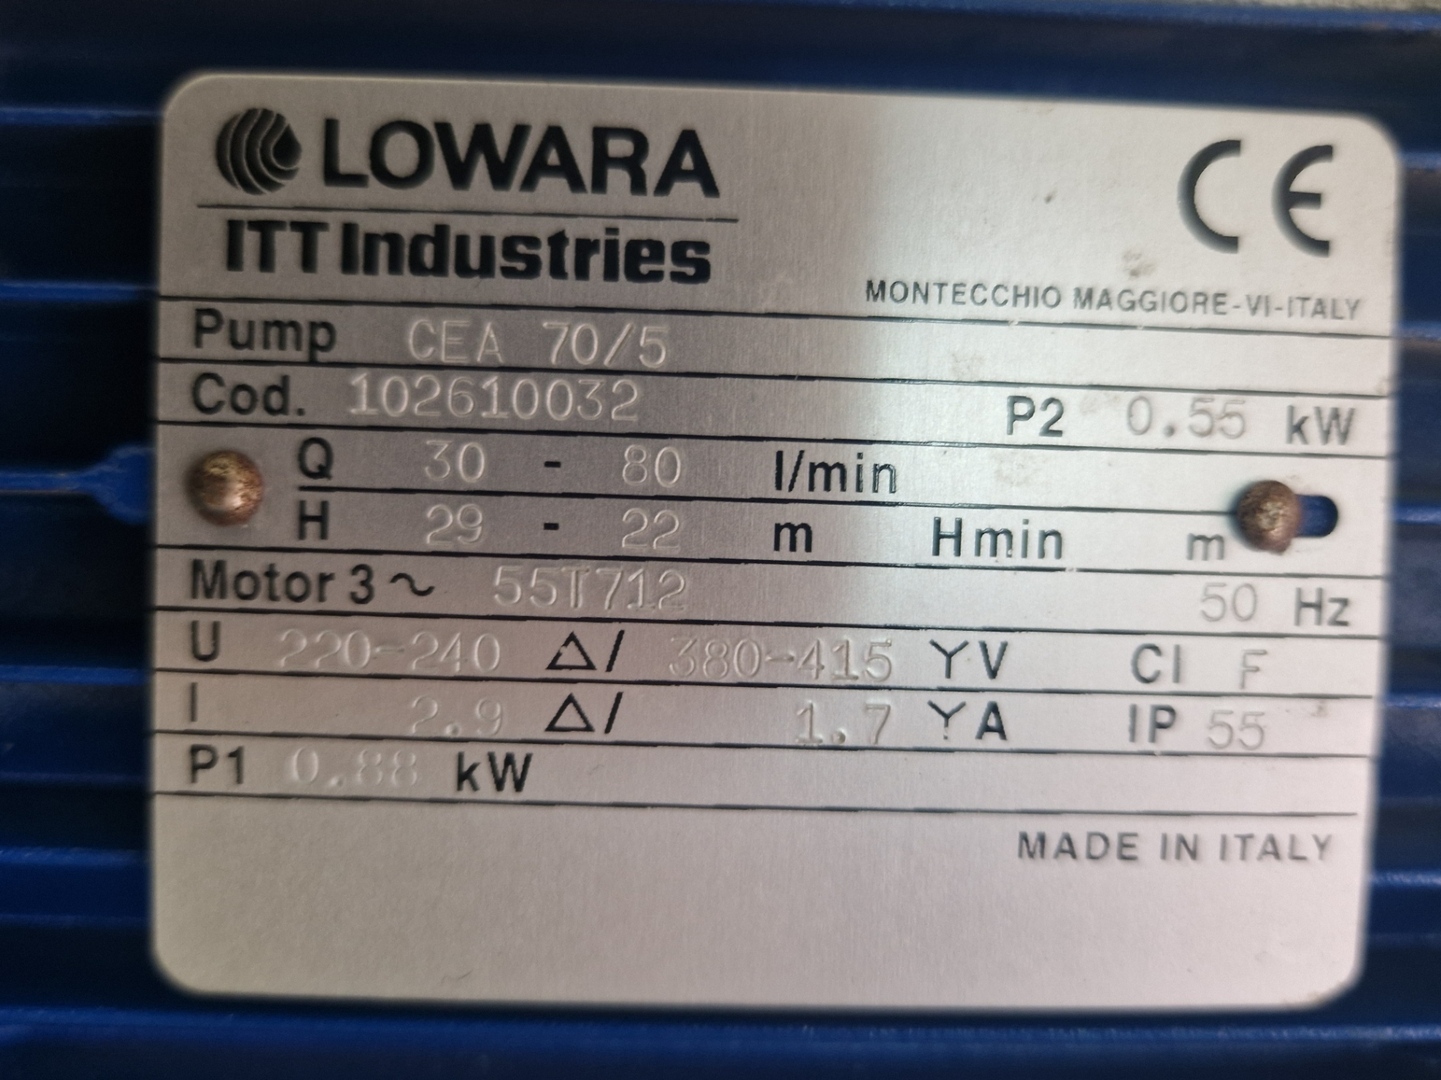 LOWARA
ITT Industries
CE
MONTECCHIO MAGGIORE-VI-ITALY
Pump CEA 70/5
Cod. 102610032 P2 0.55 kW
Q 30 - 80 l/min
H 29 - 22 m Hmin m
Motor 3 ~ 55T712 50 Hz
U 220-240 △/ 380-415 Y V Cl F
I 2.9 △/ 1.7 Y A IP 55
P1 0.88 kW
MADE IN ITALY